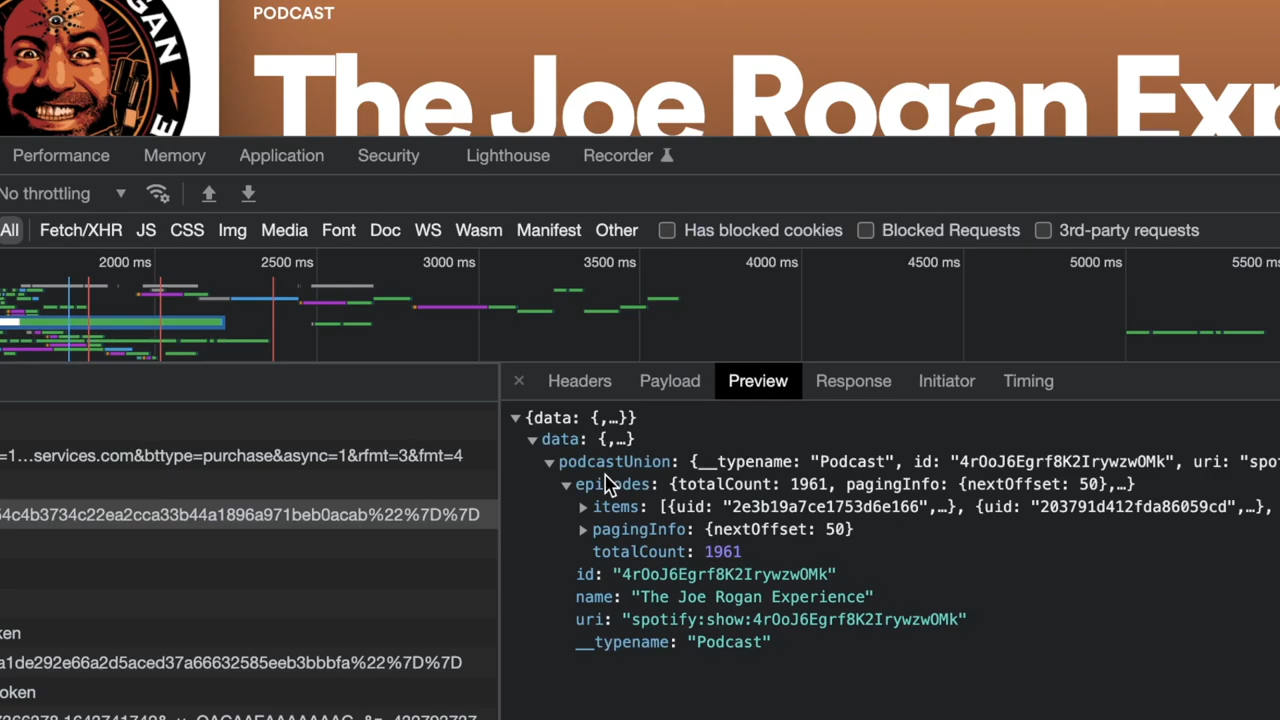 PODCAST
The Joe Rogan Exp
GAN
E
Performance Memory Application Security Lighthouse Recorder
No throttling
All Fetch/XHR JS CSS Img Media Font Doc WS Wasm Manifest Other Has blocked cookies Blocked Requests 3rd-party requests
2000 ms 2500 ms 3000 ms 3500 ms 4000 ms 4500 ms 5000 ms 5500 ms
× Headers Payload Preview Response Initiator Timing
{data: {,…}}
data: {,…}
=1…services.com&bttype=purchase&async=1&rfmt=3&fmt=4
podcastUnion: {__typename: "Podcast", id: "4rOoJ6Egrf8K2IrywzwOMk", uri: "spot
episodes: {totalCount: 1961, pagingInfo: {nextOffset: 50},…}
items: [{uid: "2e3b19a7ce1753d6e166",…}, {uid: "203791d412fda86059cd",…},
54c4b3734c22ea2cca33b44a1896a971beb0acab%22%7D%7D
pagingInfo: {nextOffset: 50}
totalCount: 1961
id: "4rOoJ6Egrf8K2IrywzwOMk"
name: "The Joe Rogan Experience"
uri: "spotify:show:4rOoJ6Egrf8K2IrywzwOMk"
__typename: "Podcast"
ken
a1de292e66a2d5aced37a66632585eeb3bbbfa%22%7D%7D
oken